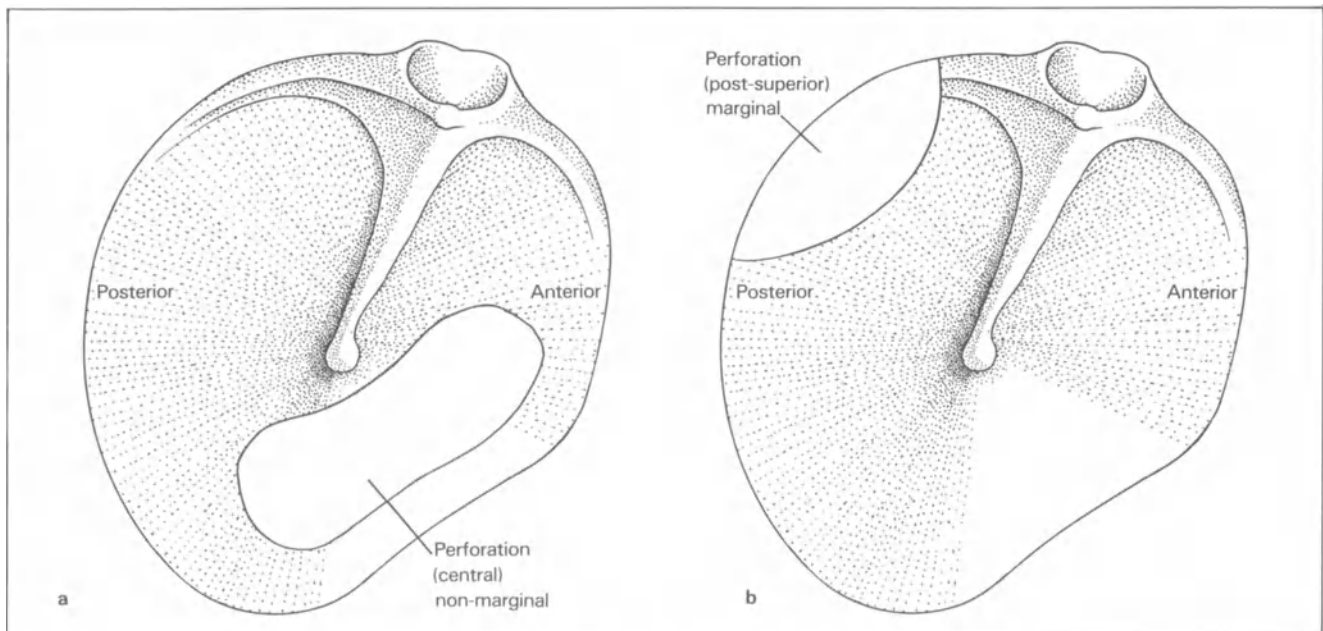 Posterior
Anterior
Perforation
(central)
non-marginal
a
Perforation
(post-superior)
marginal
Posterior
Anterior
b